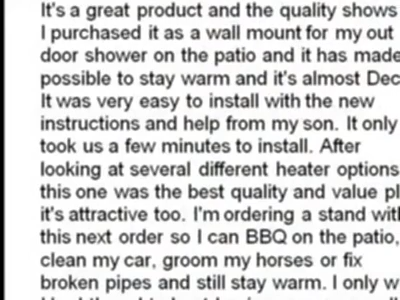 It's a great product and the quality shows
I purchased it as a wall mount for my out
door shower on the patio and it has made
possible to stay warm and it's almost Dec
It was very easy to install with the new
instructions and help from my son. It only
took us a few minutes to install. After
looking at several different heater options
this one was the best quality and value pl
it's attractive too. I'm ordering a stand with
this next order so I can BBQ on the patio,
clean my car, groom my horses or fix
broken pipes and still stay warm. I only w